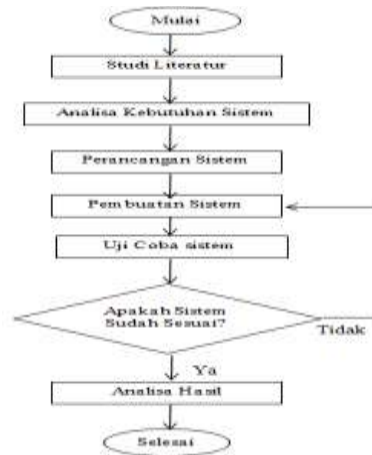 Mulai
Studi Literatur
Analisa Kebutuhan Sistem
Perancangan Sistem
Pembuatan Sistem
Uji Coba sistem
Apakah Sistem
Sudah Sesuai?
Tidak
Ya
Analisa Hasil
Selesai